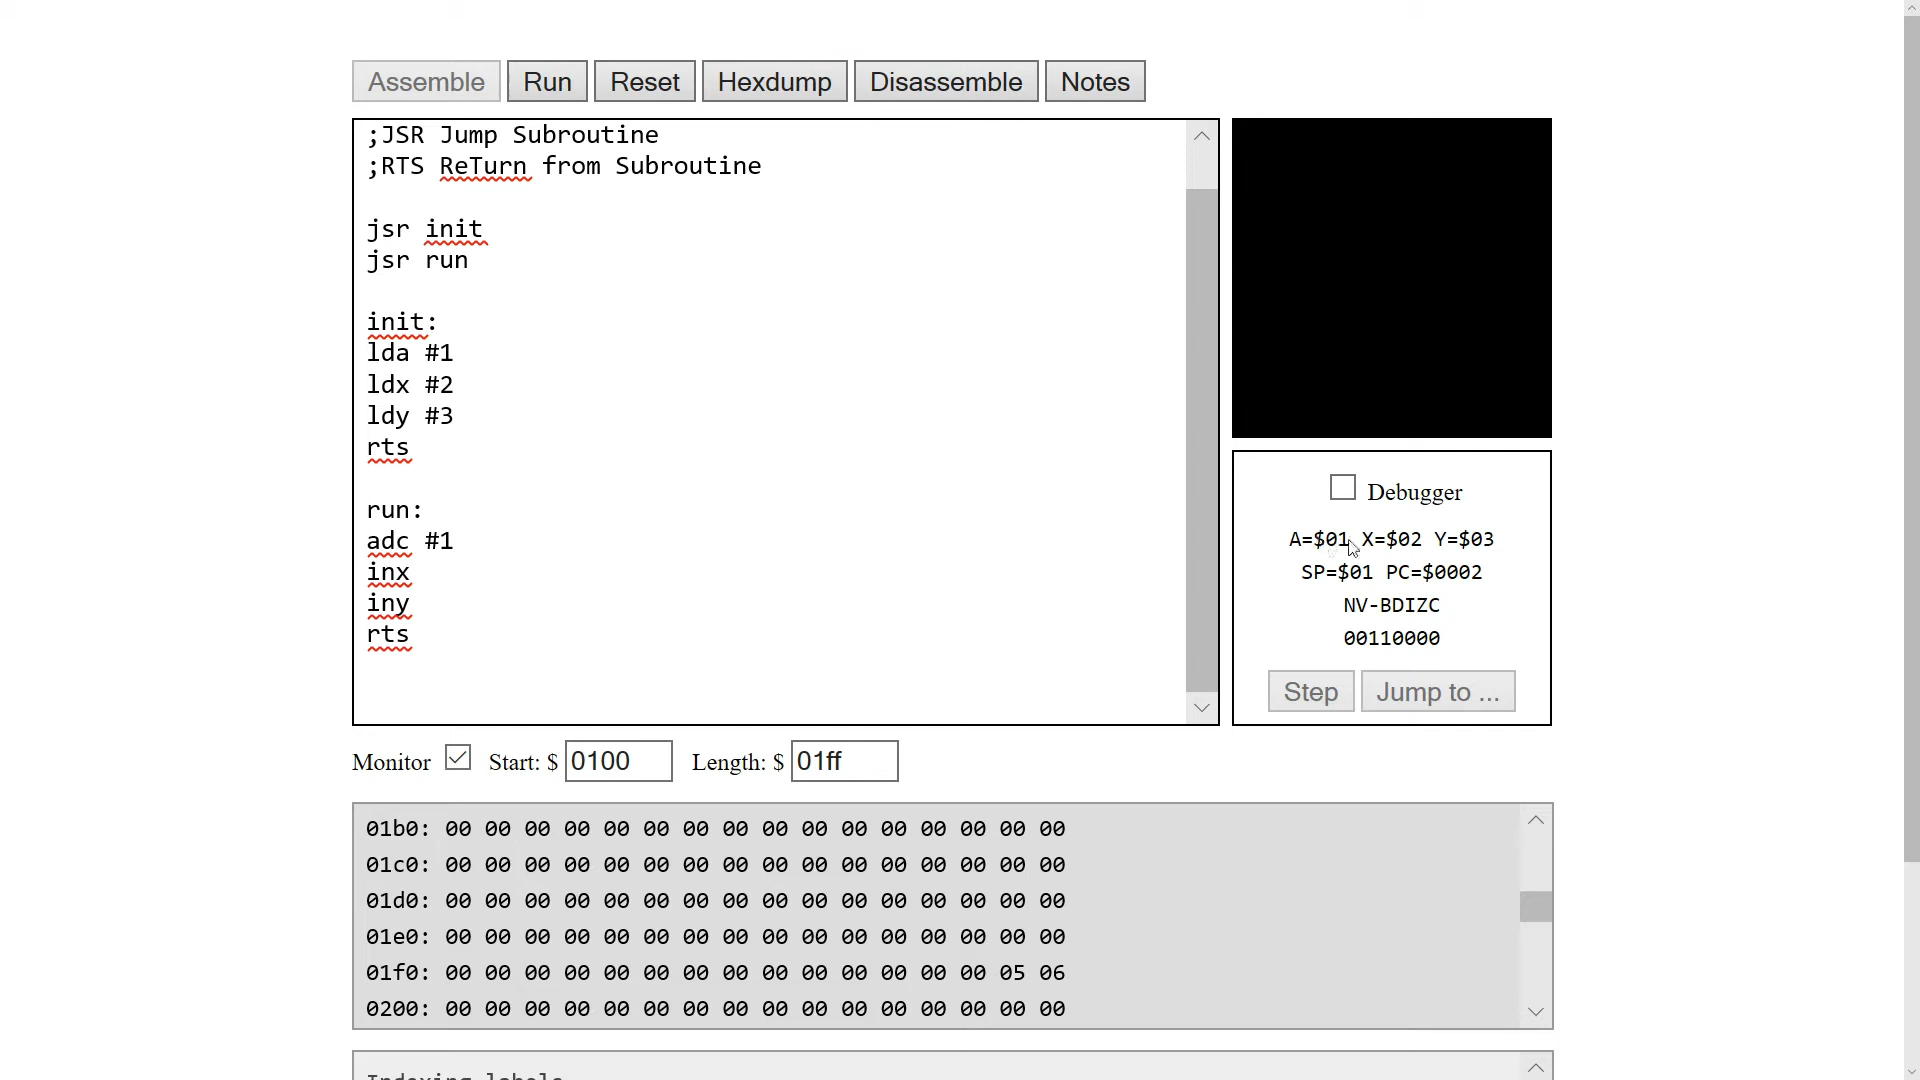 Assemble Run Reset Hexdump Disassemble Notes
;JSR Jump Subroutine
;RTS ReTurn from Subroutine
jsr init
jsr run
init:
lda #1
ldx #2
ldy #3
rts
run:
adc #1
inx
iny
rts
Debugger
A=$01 X=$02 Y=$03
SP=$01 PC=$0002
NV-BDIZC
00110000
Step Jump to ...
Monitor Start: $ 0100 Length: $ 01ff
01b0: 00 00 00 00 00 00 00 00 00 00 00 00 00 00 00 00
01c0: 00 00 00 00 00 00 00 00 00 00 00 00 00 00 00 00
01d0: 00 00 00 00 00 00 00 00 00 00 00 00 00 00 00 00
01e0: 00 00 00 00 00 00 00 00 00 00 00 00 00 00 00 00
01f0: 00 00 00 00 00 00 00 00 00 00 00 00 00 00 05 06
0200: 00 00 00 00 00 00 00 00 00 00 00 00 00 00 00 00
Indexing labels